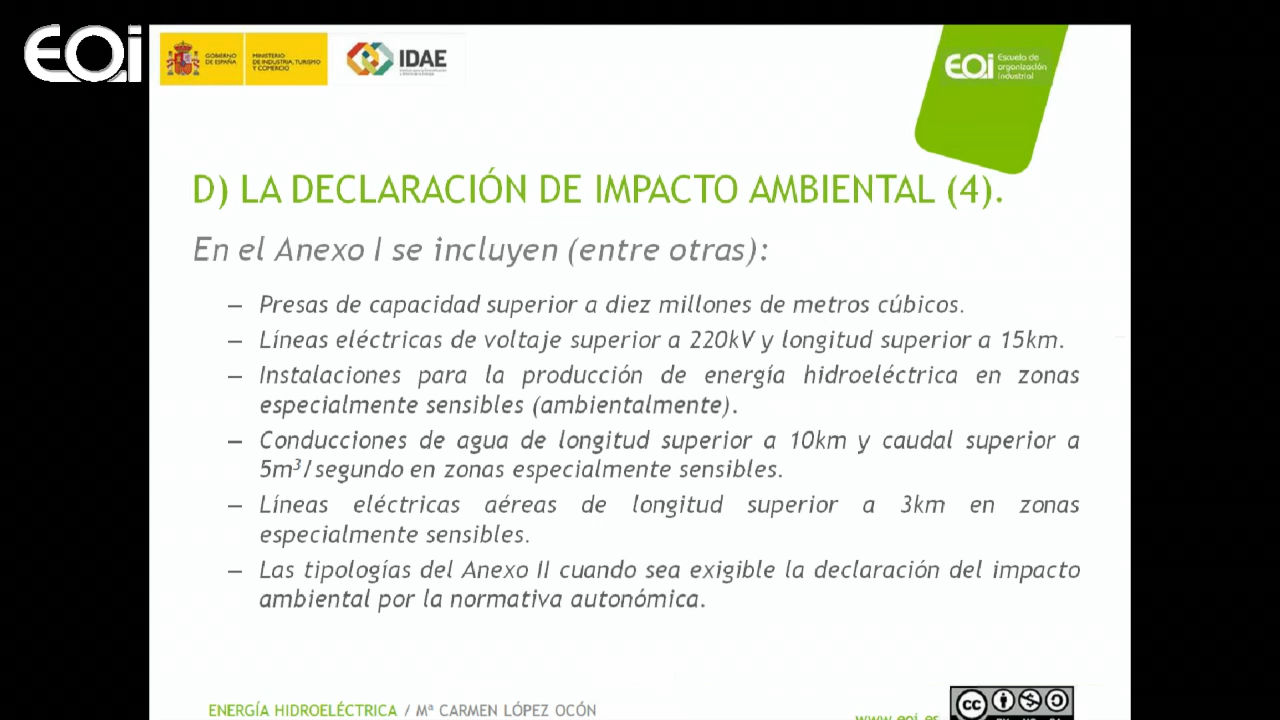 EOi
GOBIERNO
DE ESPAÑA
MINISTERIO
DE INDUSTRIA, TURISMO
Y COMERCIO
IDAE
EOi
Escuela de
organización
industrial
D) LA DECLARACIÓN DE IMPACTO AMBIENTAL (4).
En el Anexo I se incluyen (entre otras):
– Presas de capacidad superior a diez millones de metros cúbicos.
– Líneas eléctricas de voltaje superior a 220kV y longitud superior a 15km.
– Instalaciones para la producción de energía hidroeléctrica en zonas
especialmente sensibles (ambientalmente).
– Conducciones de agua de longitud superior a 10km y caudal superior a
5m³/segundo en zonas especialmente sensibles.
– Líneas eléctricas aéreas de longitud superior a 3km en zonas
especialmente sensibles.
– Las tipologías del Anexo II cuando sea exigible la declaración del impacto
ambiental por la normativa autonómica.
ENERGÍA HIDROELÉCTRICA / Mª CARMEN LÓPEZ OCÓN
www.eoi.es
cc